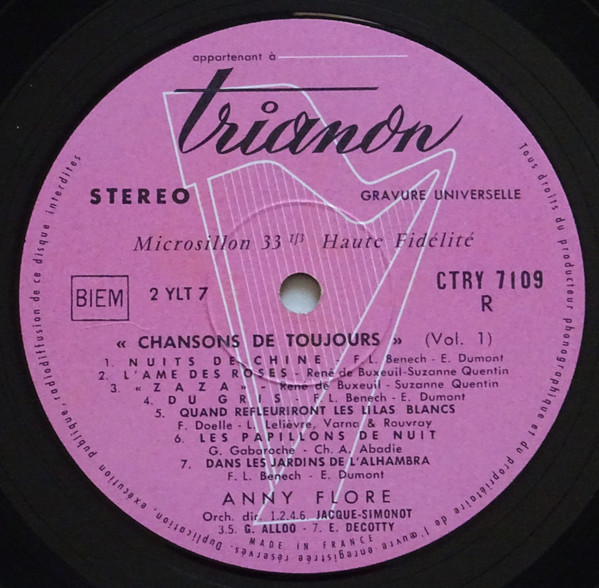 appartenant à
Trianon
STEREO
GRAVURE UNIVERSELLE
Microsillon 33 1/3 Haute Fidélité
BIEM
2 YLT 7
CTRY 7109
R
« CHANSONS DE TOUJOURS » (Vol. 1)
1. NUITS DE CHINE - F. L. Benech - E. Dumont
2. L'AME DES ROSES - René de Buxeuil-Suzanne Quentin
3. « ZAZA » - René de Buxeuil - Suzanne Quentin
4. DU GRIS - F. L. Benech - E. Dumont
5. QUAND REFLEURIRONT LES LILAS BLANCS
F. Doelle - L. Lelièvre, Varna & Rouvray
6. LES PAPILLONS DE NUIT
G. Gabaroche - Ch. A. Abadie
7. DANS LES JARDINS DE L'ALHAMBRA
F. L. Benech - E. Dumont
ANNY FLORE
Orch. dir. 1.2.4.6. JACQUE-SIMONOT
3.5. G. ALLOO - 7. E. DECOTTY
MADE IN FRANCE
Tous droits du producteur phonographique et du propriétaire de l'œuvre enregistrée réservés. Duplication, exécution publique, radiodiffusion de ce disque interdites